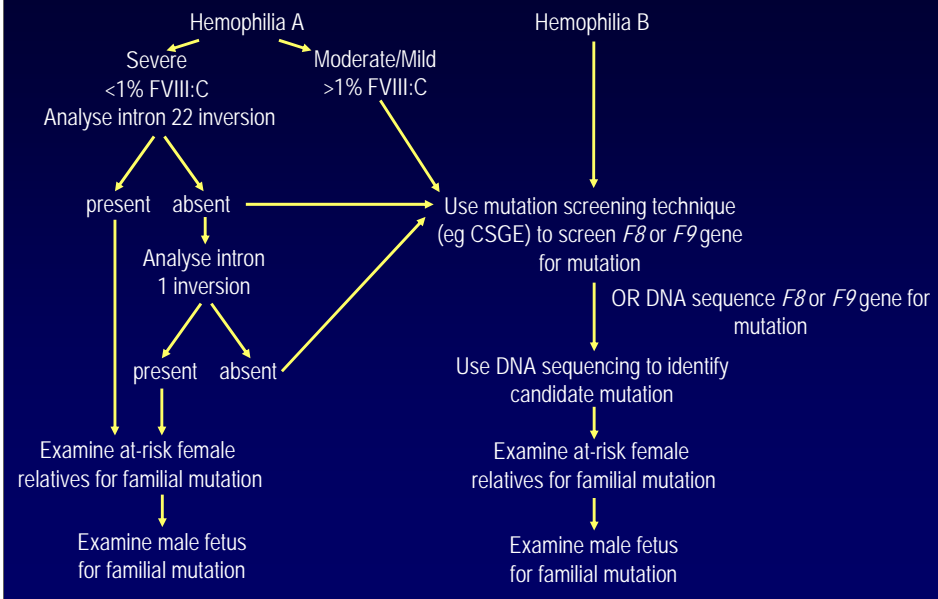 Hemophilia A
Hemophilia B
Severe
<1% FVIII:C
Analyse intron 22 inversion
Moderate/Mild
>1% FVIII:C
present
absent
Use mutation screening technique
(eg CSGE) to screen F8 or F9 gene
for mutation
Analyse intron
1 inversion
OR DNA sequence F8 or F9 gene for
mutation
present
absent
Use DNA sequencing to identify
candidate mutation
Examine at-risk female
relatives for familial mutation
Examine at-risk female
relatives for familial mutation
Examine male fetus
for familial mutation
Examine male fetus
for familial mutation